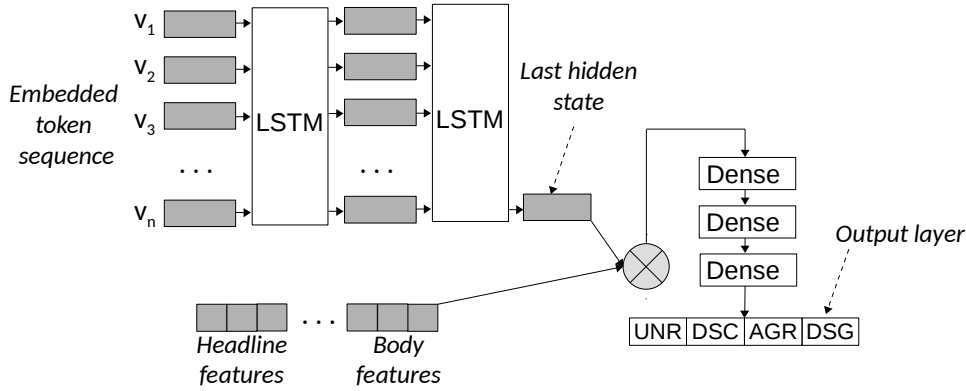 v1
v2
Embedded
token
sequence
v3
. . .
vn
LSTM
. . .
LSTM
Last hidden
state
Dense
Dense
Dense
Output layer
UNR DSC AGR DSG
. . .
Headline
features
Body
features